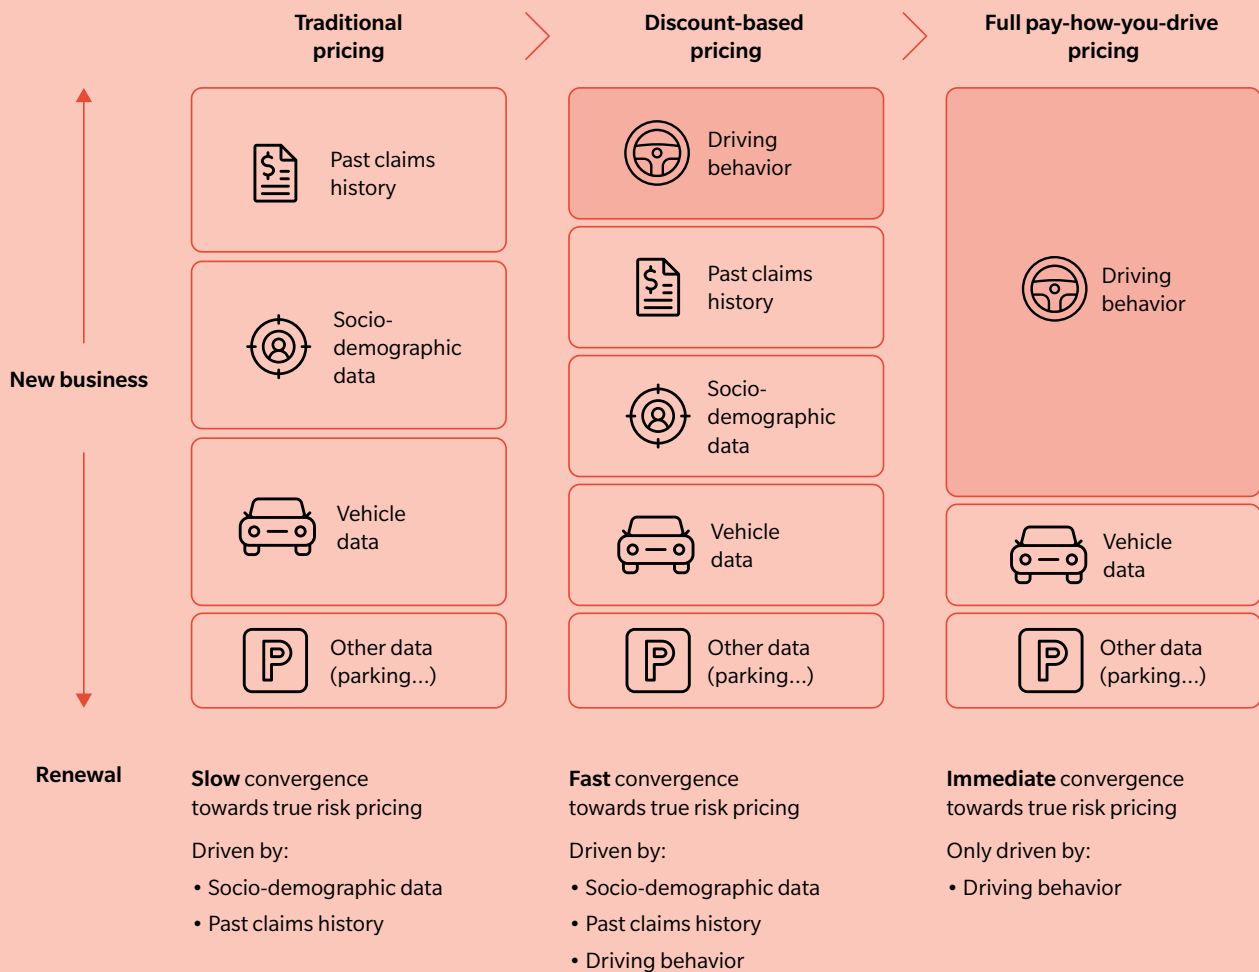 Traditional
pricing
Discount-based
pricing
Full pay-how-you-drive
pricing
New business
Past claims
history
Socio-
demographic
data
Vehicle
data
Other data
(parking...)
Driving
behavior
Past claims
history
Socio-
demographic
data
Vehicle
data
Other data
(parking...)
Driving
behavior
Vehicle
data
Other data
(parking...)
Renewal
Slow convergence
towards true risk pricing
Driven by:
• Socio-demographic data
• Past claims history
Fast convergence
towards true risk pricing
Driven by:
• Socio-demographic data
• Past claims history
• Driving behavior
Immediate convergence
towards true risk pricing
Only driven by:
• Driving behavior